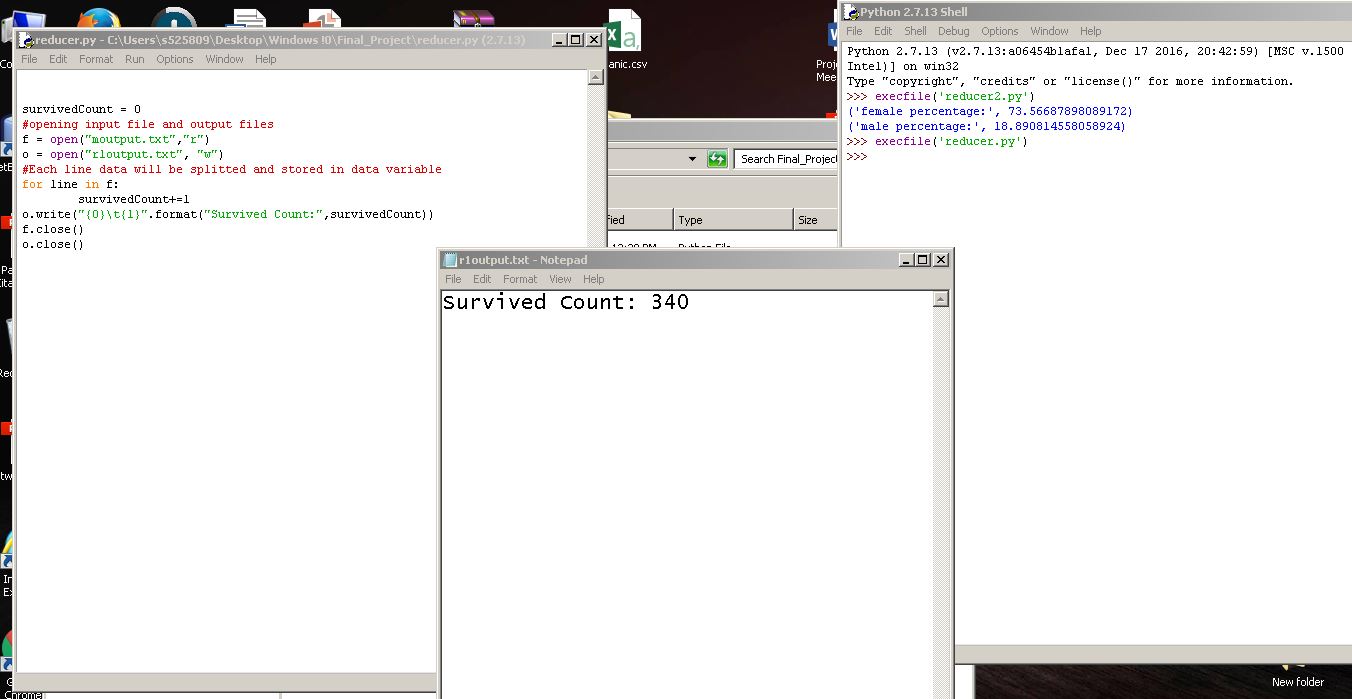 reducer.py - C:\Users\s525809\Desktop\Windows !0\Final_Project\reducer.py (2.7.13)
File Edit Format Run Options Window Help
survivedCount = 0
#opening input file and output files
f = open("moutput.txt","r")
o = open("r1output.txt", "w")
#Each line data will be splitted and stored in data variable
for line in f:
survivedCount+=1
o.write("{0}\t{1}".format("Survived Count:",survivedCount))
f.close()
o.close()
anic.csv
Search Final_Project
Type
Size
Python File
Python 2.7.13 Shell
File Edit Shell Debug Options Window Help
Python 2.7.13 (v2.7.13:a06454b1afa1, Dec 17 2016, 20:42:59) [MSC v.1500
Intel)] on win32
Type "copyright", "credits" or "license()" for more information.
>>> execfile('reducer2.py')
('female percentage:', 73.56687898089172)
('male percentage:', 18.890814558058924)
>>> execfile('reducer.py')
>>>
r1output.txt - Notepad
File Edit Format View Help
Survived Count: 340
Chrome
New folder